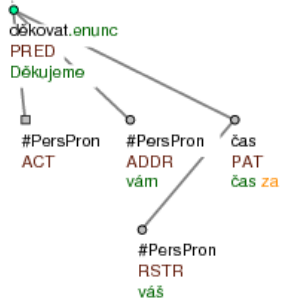 děkovat.enunc
PRED
Děkujeme
#PersPron #PersPron čas
ACT ADDR PAT
vám čas za
#PersPron
RSTR
váš